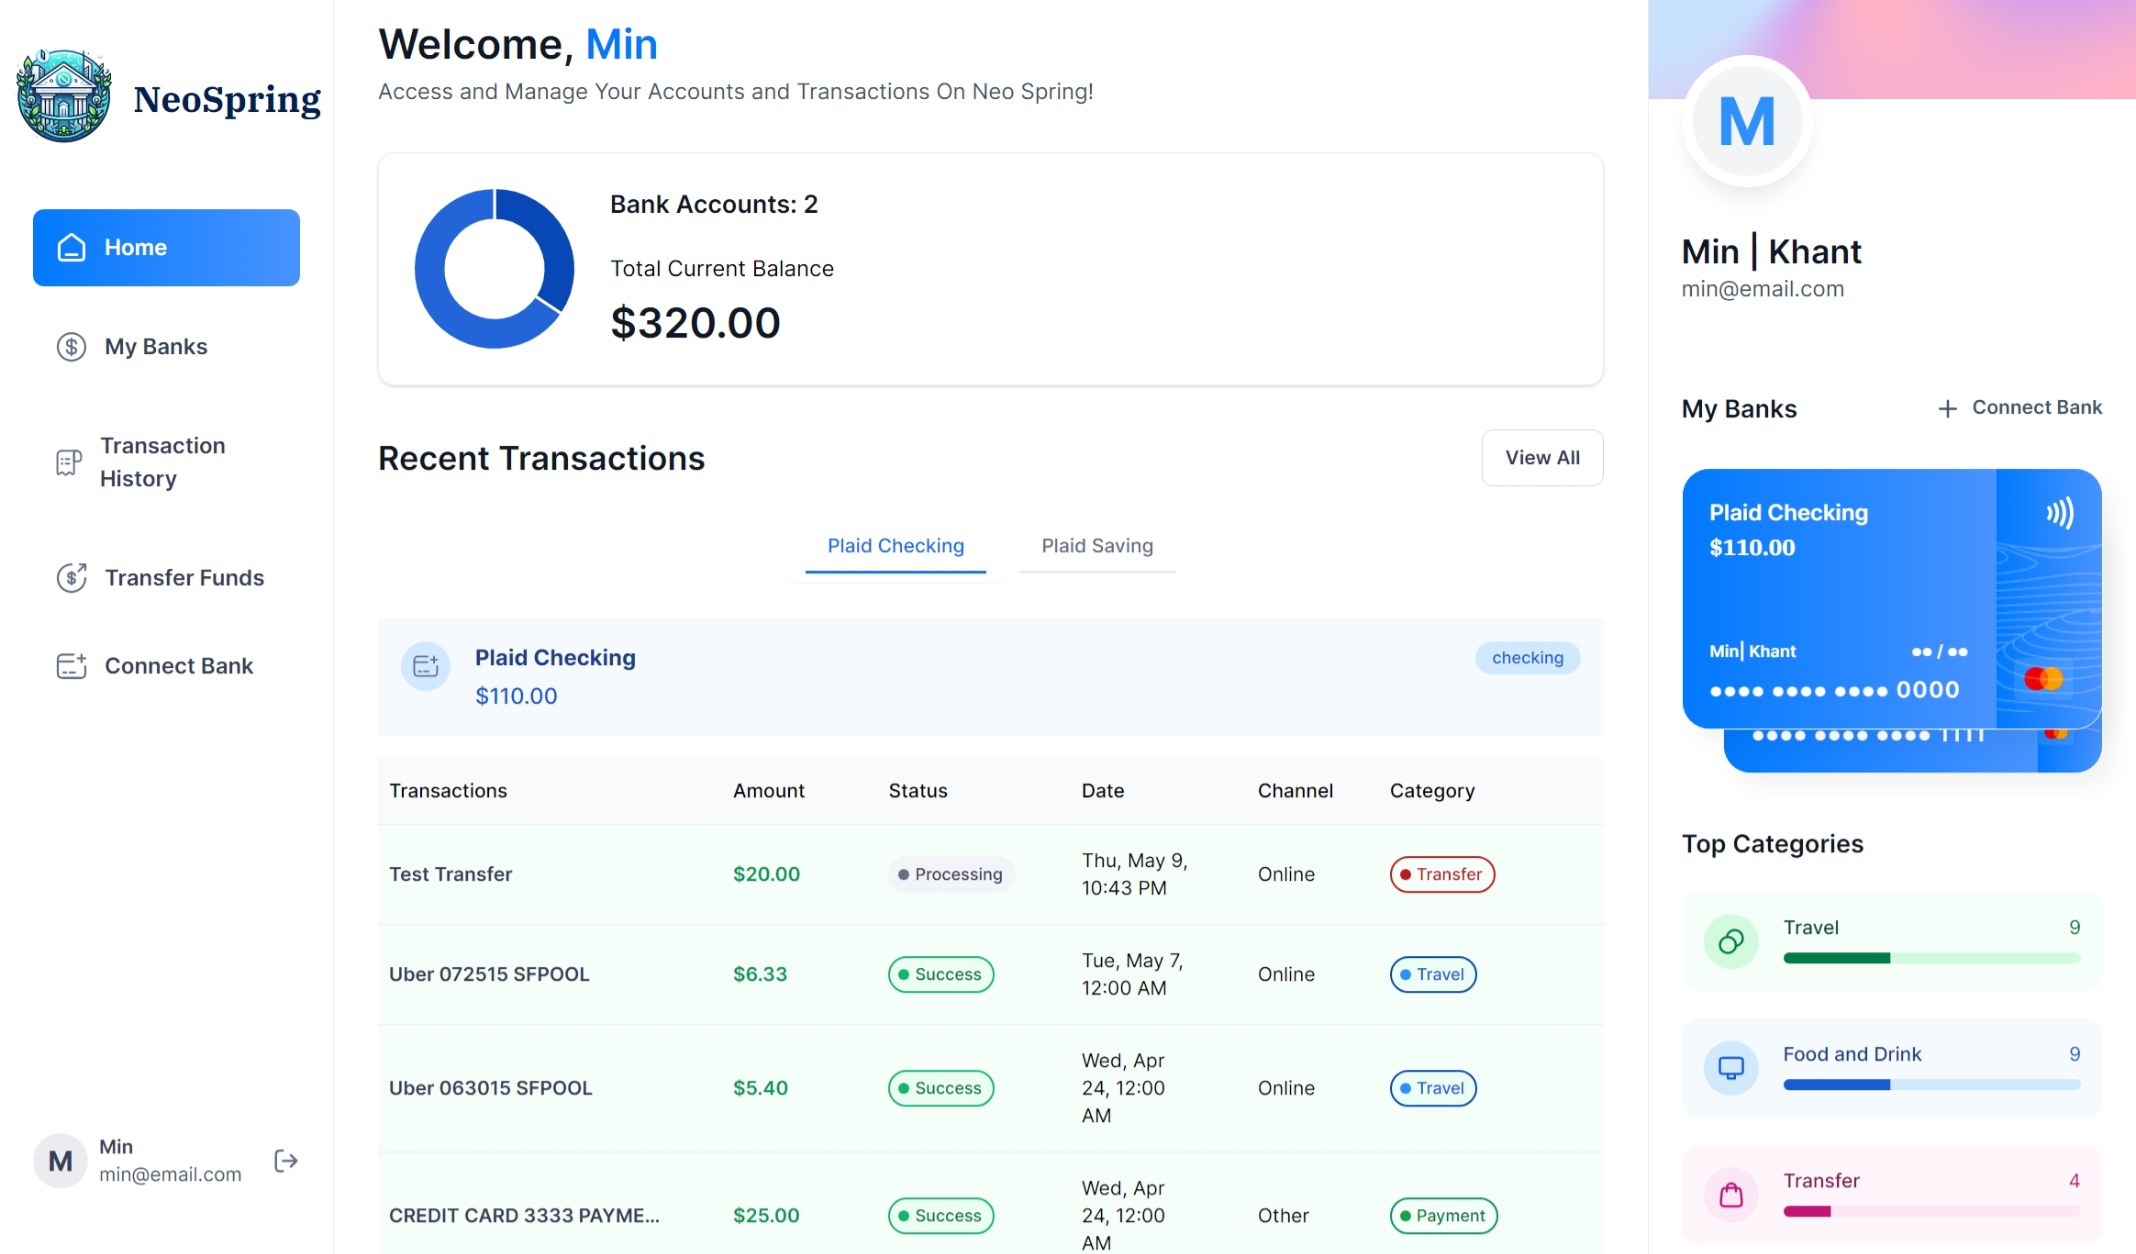 NeoSpring
Home
My Banks
Transaction
History
Transfer Funds
Connect Bank
M
Min
min@email.com
Welcome, Min
Access and Manage Your Accounts and Transactions On Neo Spring!
Bank Accounts: 2
Total Current Balance
$320.00
Recent Transactions
View All
Plaid Checking
Plaid Saving
Plaid Checking
$110.00
checking
Transactions Amount Status Date Channel Category
Test Transfer $20.00 Processing Thu, May 9,
10:43 PM Online Transfer
Uber 072515 SFPOOL $6.33 Success Tue, May 7,
12:00 AM Online Travel
Uber 063015 SFPOOL $5.40 Success Wed, Apr
24, 12:00
AM Online Travel
CREDIT CARD 3333 PAYME... $25.00 Success Wed, Apr
24, 12:00
AM Other Payment
M
Min | Khant
min@email.com
My Banks
+ Connect Bank
Plaid Checking
$110.00
Min| Khant ●● / ●●
●●●● ●●●● ●●●● 0000
Top Categories
Travel 9
Food and Drink 9
Transfer 4